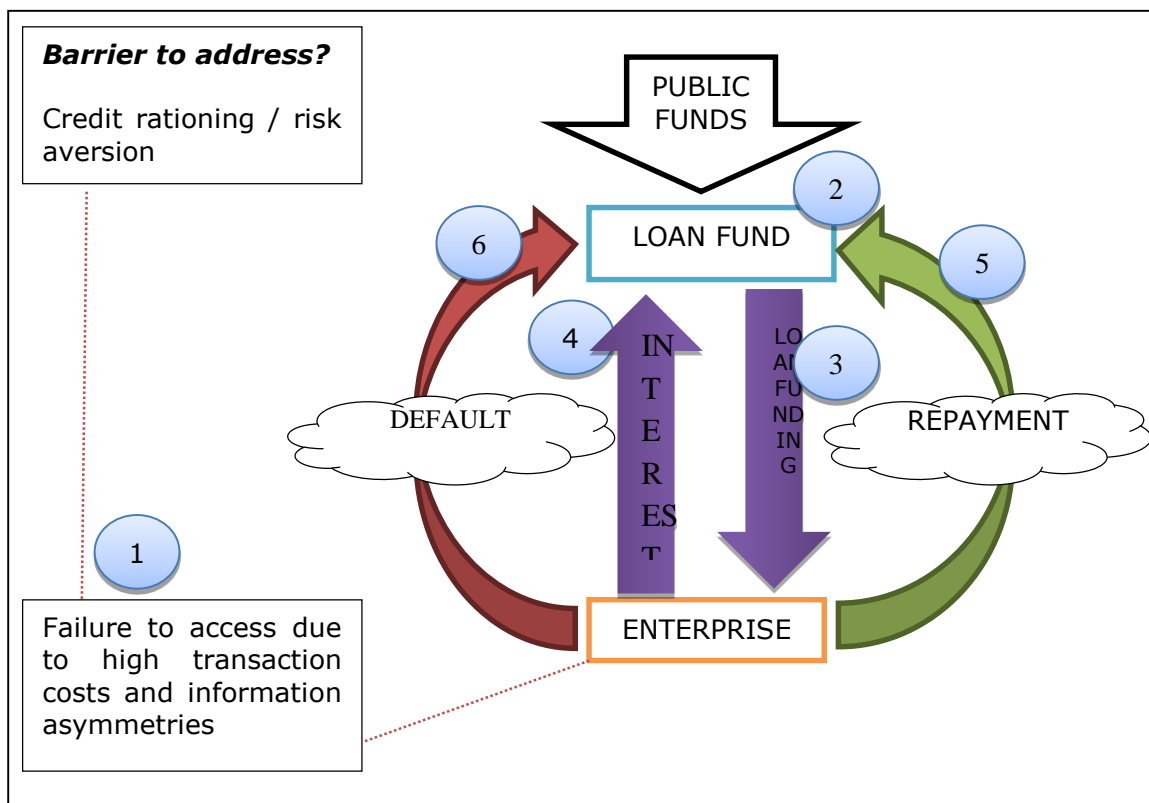 Barrier to address?
Credit rationing / risk
aversion
PUBLIC
FUNDS
2
LOAN FUND
6
5
4
IN
T
E
R
ES
T
LO
AN
FU
ND
IN
G
3
DEFAULT
REPAYMENT
1
Failure to access due
to high transaction
costs and information
asymmetries
ENTERPRISE